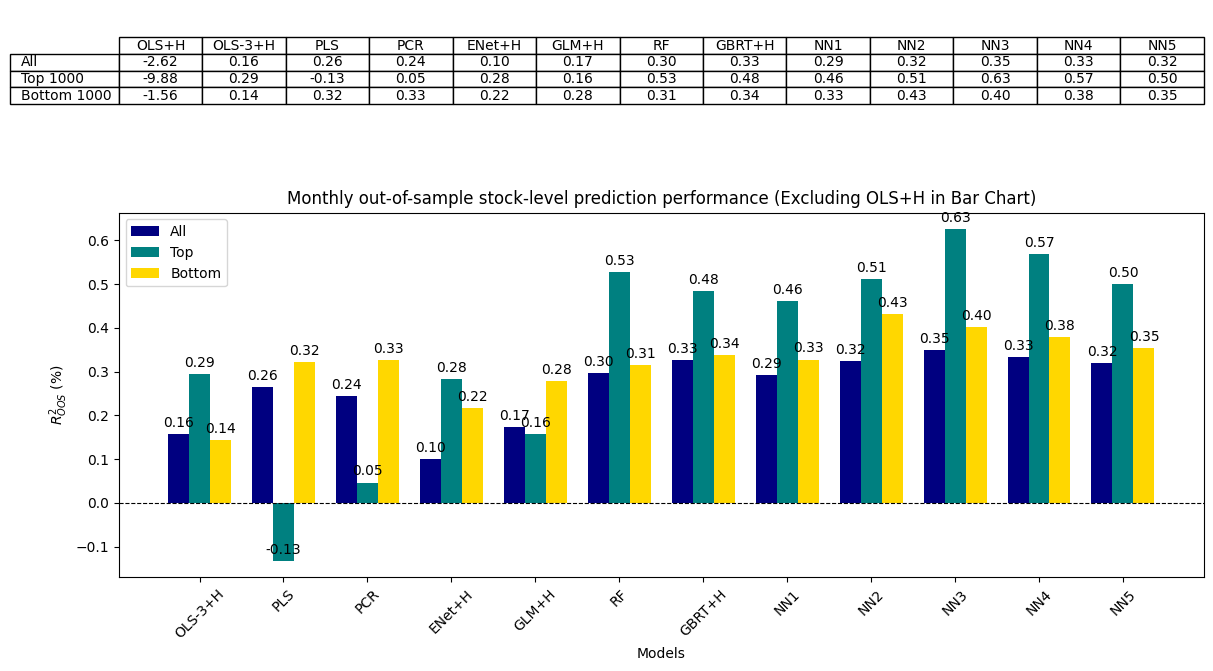 OLS+H OLS-3+H PLS PCR ENet+H GLM+H RF GBRT+H NN1 NN2 NN3 NN4 NN5
All -2.62 0.16 0.26 0.24 0.10 0.17 0.30 0.33 0.29 0.32 0.35 0.33 0.32
Top 1000 -9.88 0.29 -0.13 0.05 0.28 0.16 0.53 0.48 0.46 0.51 0.63 0.57 0.50
Bottom 1000 -1.56 0.14 0.32 0.33 0.22 0.28 0.31 0.34 0.33 0.43 0.40 0.38 0.35
Monthly out-of-sample stock-level prediction performance (Excluding OLS+H in Bar Chart)
All
Top
Bottom
R²OOS (%)
0.6
0.5
0.4
0.3
0.2
0.1
0.0
−0.1
0.16 0.29 0.14
0.26 -0.13 0.32
0.24 0.05 0.33
0.10 0.28 0.22
0.17 0.16 0.28
0.30 0.53 0.31
0.33 0.48 0.34
0.29 0.46 0.33
0.32 0.51 0.43
0.35 0.63 0.40
0.33 0.57 0.38
0.32 0.50 0.35
OLS-3+H PLS PCR ENet+H GLM+H RF GBRT+H NN1 NN2 NN3 NN4 NN5
Models